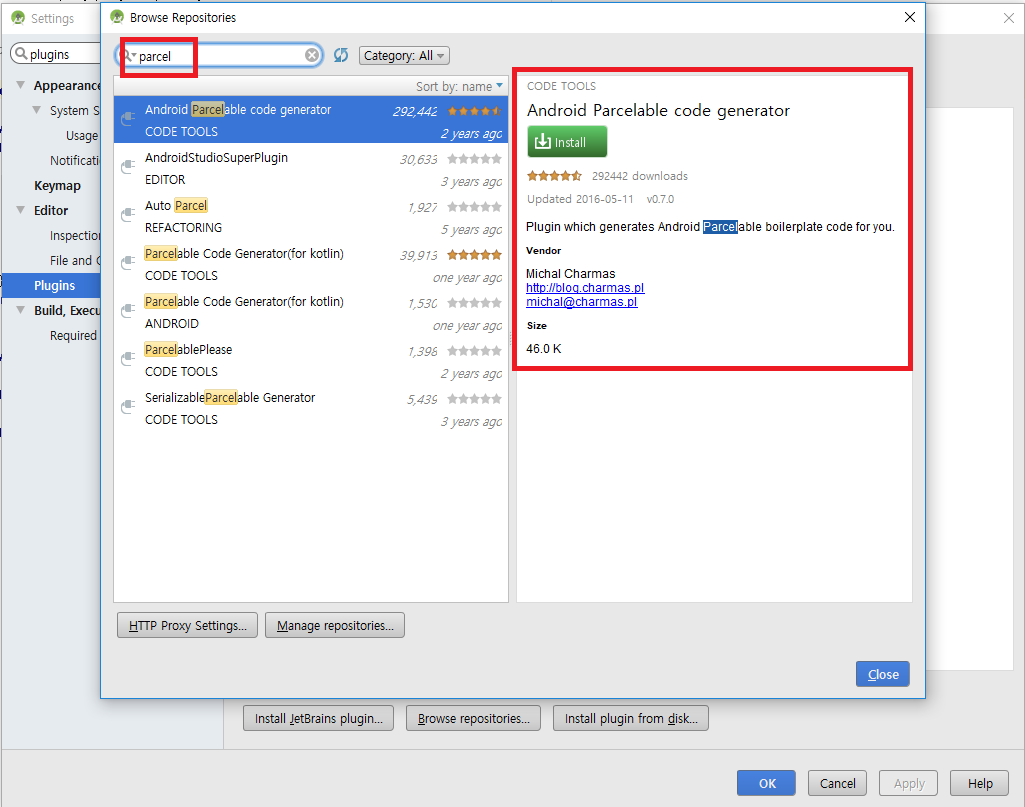 Settings
Browse Repositories
plugins
parcel
Category: All
Appearance
System S
Usage
Notificati
Keymap
Editor
Inspection
File and C
Plugins
Build, Execu
Required
Sort by: name
Android Parcelable code generator 292,442
CODE TOOLS 2 years ago
AndroidStudioSuperPlugin 30,633
EDITOR 3 years ago
Auto Parcel 1,927
REFACTORING 5 years ago
Parcelable Code Generator(for kotlin) 39,913
CODE TOOLS one year ago
Parcelable Code Generator(for kotlin) 1,530
ANDROID one year ago
ParcelablePlease 1,398
CODE TOOLS 2 years ago
SerializableParcelable Generator 5,439
CODE TOOLS 3 years ago
CODE TOOLS
Android Parcelable code generator
Install
292442 downloads
Updated 2016-05-11 v0.7.0
Plugin which generates Android Parcelable boilerplate code for you.
Vendor
Michal Charmas
http://blog.charmas.pl
michal@charmas.pl
Size
46.0 K
HTTP Proxy Settings...
Manage repositories...
Close
Install JetBrains plugin...
Browse repositories...
Install plugin from disk...
OK
Cancel
Apply
Help